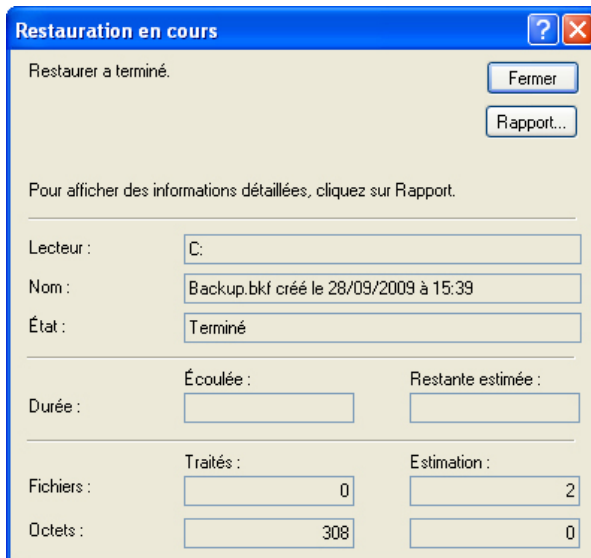 Restauration en cours
Restaurer a terminé.
Fermer
Rapport...
Pour afficher des informations détaillées, cliquez sur Rapport.
Lecteur : C:
Nom : Backup.bkf créé le 28/09/2009 à 15:39
État : Terminé
Écoulée : Restante estimée :
Durée :
Traités : Estimation :
Fichiers : 0 2
Octets : 308 0